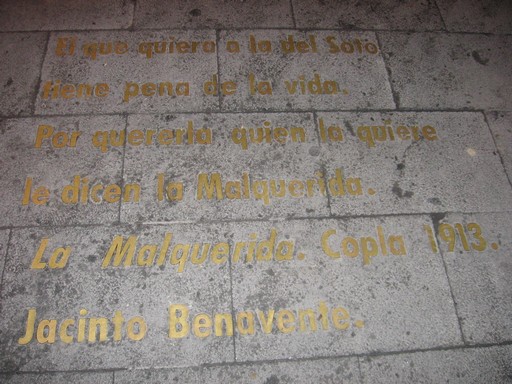 El que quiera a la del Soto
tiene pena de la vida.
Por quererla quien la quiere
le dicen la Malquerida.
La Malquerida. Copla 1913.
Jacinto Benavente.